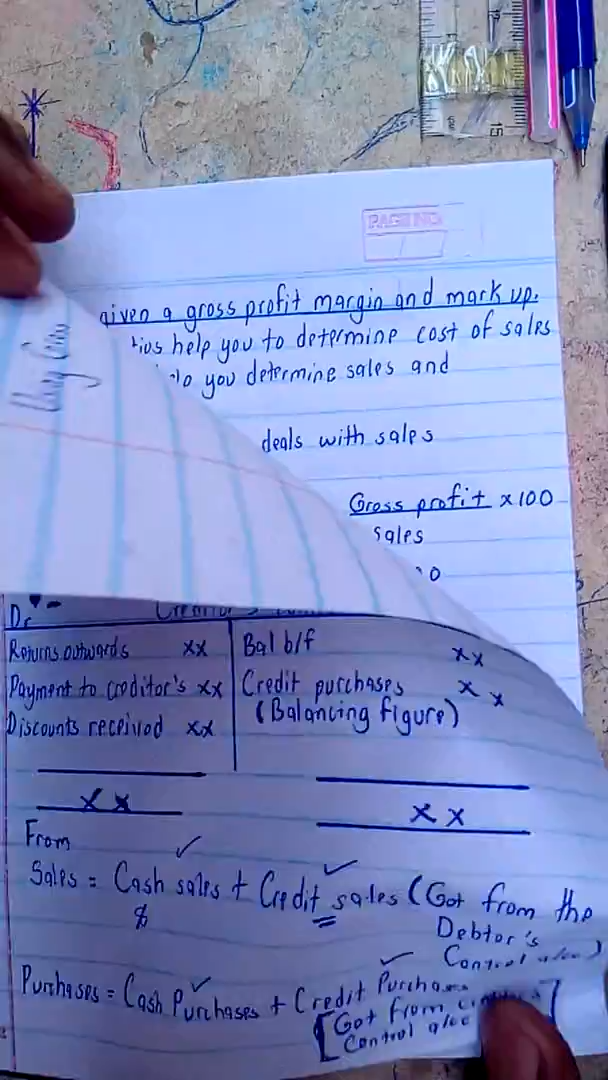 PAGE NO.
given a gross profit margin and mark up.
help you to determine cost of sales
you determine sales and
deals with sales
Gross profit x100
sales
Dr
Returns outwards xx Bal b/f xx
Payment to creditor's xx Credit purchases xx
Discounts received xx (Balancing figure)
xx xx
From
Sales = Cash sales + Credit sales (Got from the
$ Debtor's
Control a/cc)
Purchases = Cash Purchases + Credit
[Got from
Control a/cc